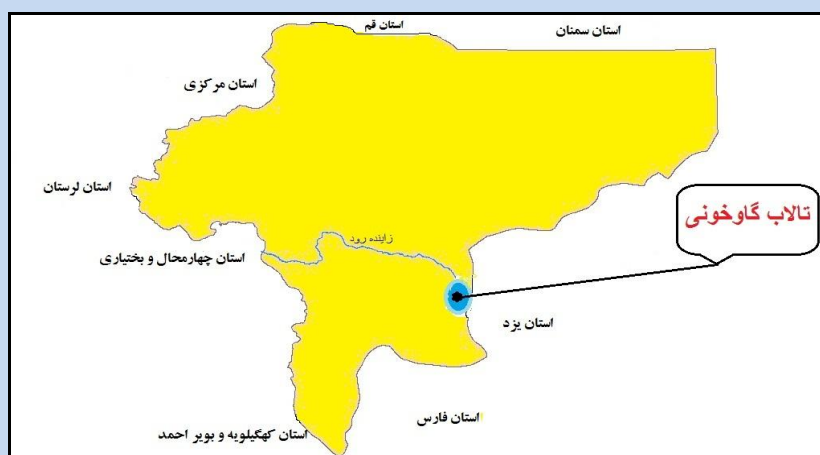 استان قم
استان سمنان
استان مرکزی
استان لرستان
تالاب گاوخونی
زاینده رود
استان چهارمحال و بختیاری
استان یزد
استان فارس
استان کهگیلویه و بویر احمد